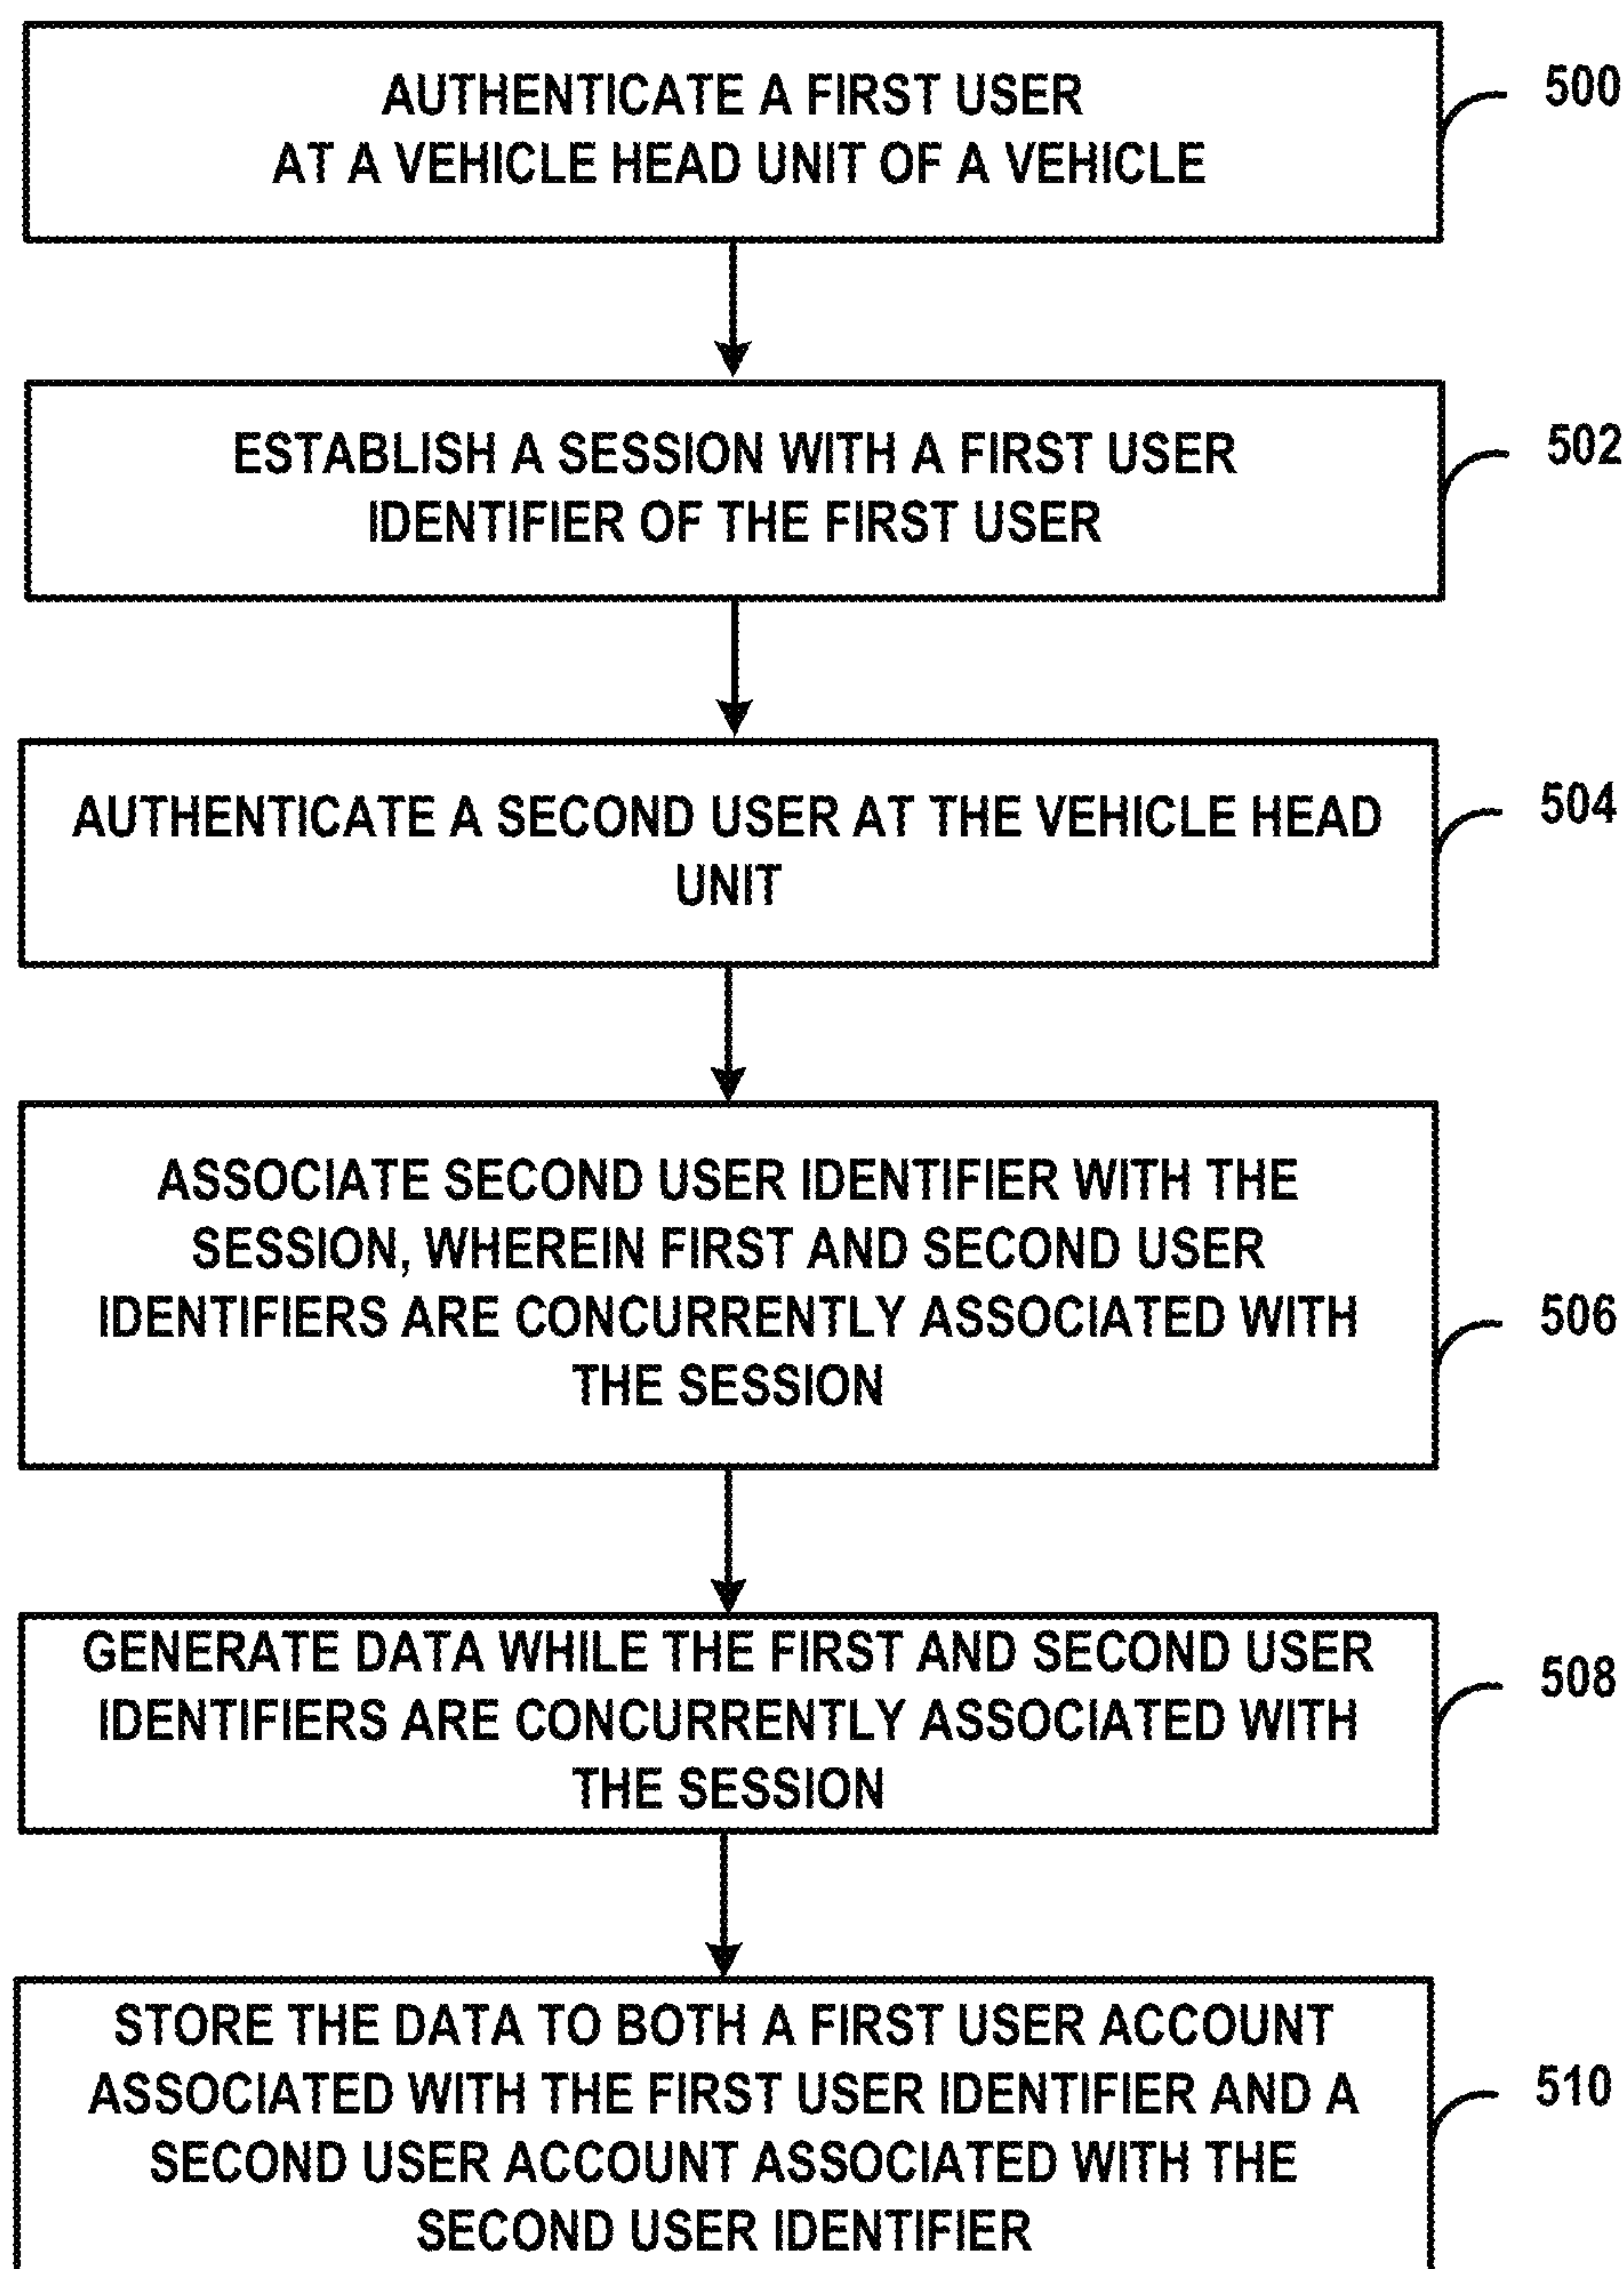 AUTHENTICATE A FIRST USER
AT A VEHICLE HEAD UNIT OF A VEHICLE
500
ESTABLISH A SESSION WITH A FIRST USER
IDENTIFIER OF THE FIRST USER
502
AUTHENTICATE A SECOND USER AT THE VEHICLE HEAD
UNIT
504
ASSOCIATE SECOND USER IDENTIFIER WITH THE
SESSION, WHEREIN FIRST AND SECOND USER
IDENTIFIERS ARE CONCURRENTLY ASSOCIATED WITH
THE SESSION
506
GENERATE DATA WHILE THE FIRST AND SECOND USER
IDENTIFIERS ARE CONCURRENTLY ASSOCIATED WITH
THE SESSION
508
STORE THE DATA TO BOTH A FIRST USER ACCOUNT
ASSOCIATED WITH THE FIRST USER IDENTIFIER AND A
SECOND USER ACCOUNT ASSOCIATED WITH THE
SECOND USER IDENTIFIER
510